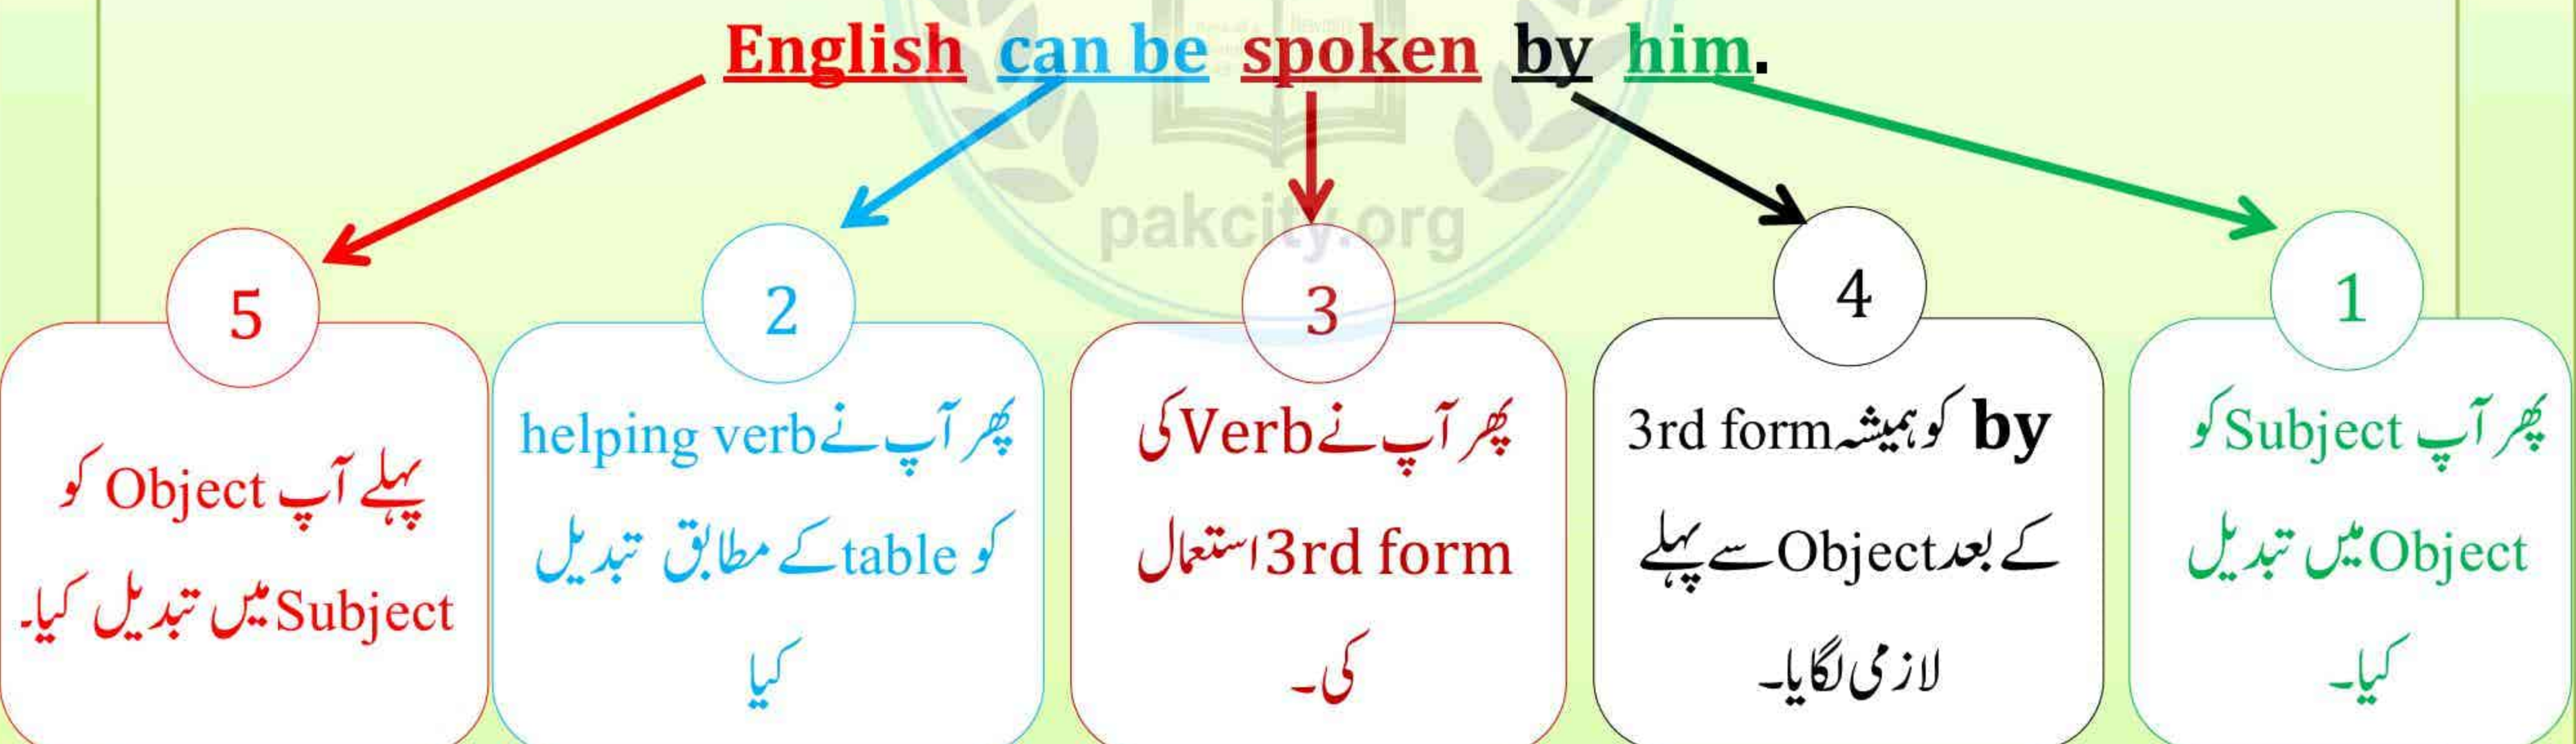 English can be spoken by him.
pakcity.org
5
پہلے آپ Object کو
Subject میں تبدیل کیا۔
2
پھر آپ نے helping verb
کو table کے مطابق تبدیل
کیا
3
پھر آپ نے Verb کی
3rd form استعمال
کی۔
4
by کو ہمیشہ 3rd form
کے بعد Object سے پہلے
لازمی لگایا۔
1
پھر آپ Subject کو
Object میں تبدیل
کیا۔